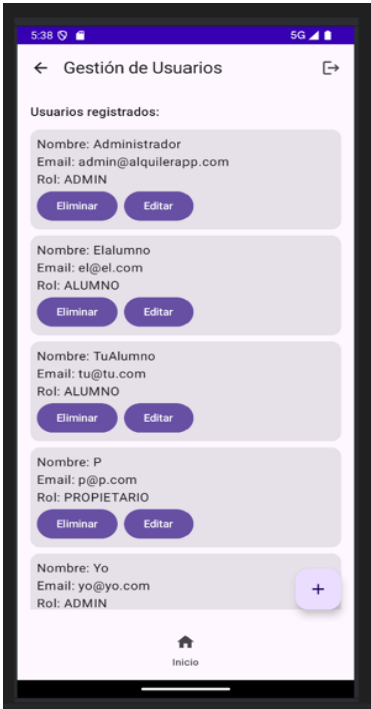 5:38 5G
Gestión de Usuarios
Usuarios registrados:
Nombre: Administrador
Email: admin@alquilerapp.com
Rol: ADMIN
Eliminar Editar
Nombre: Elalumno
Email: el@el.com
Rol: ALUMNO
Eliminar Editar
Nombre: TuAlumno
Email: tu@tu.com
Rol: ALUMNO
Eliminar Editar
Nombre: P
Email: p@p.com
Rol: PROPIETARIO
Eliminar Editar
Nombre: Yo
Email: yo@yo.com
Rol: ADMIN
+
Inicio